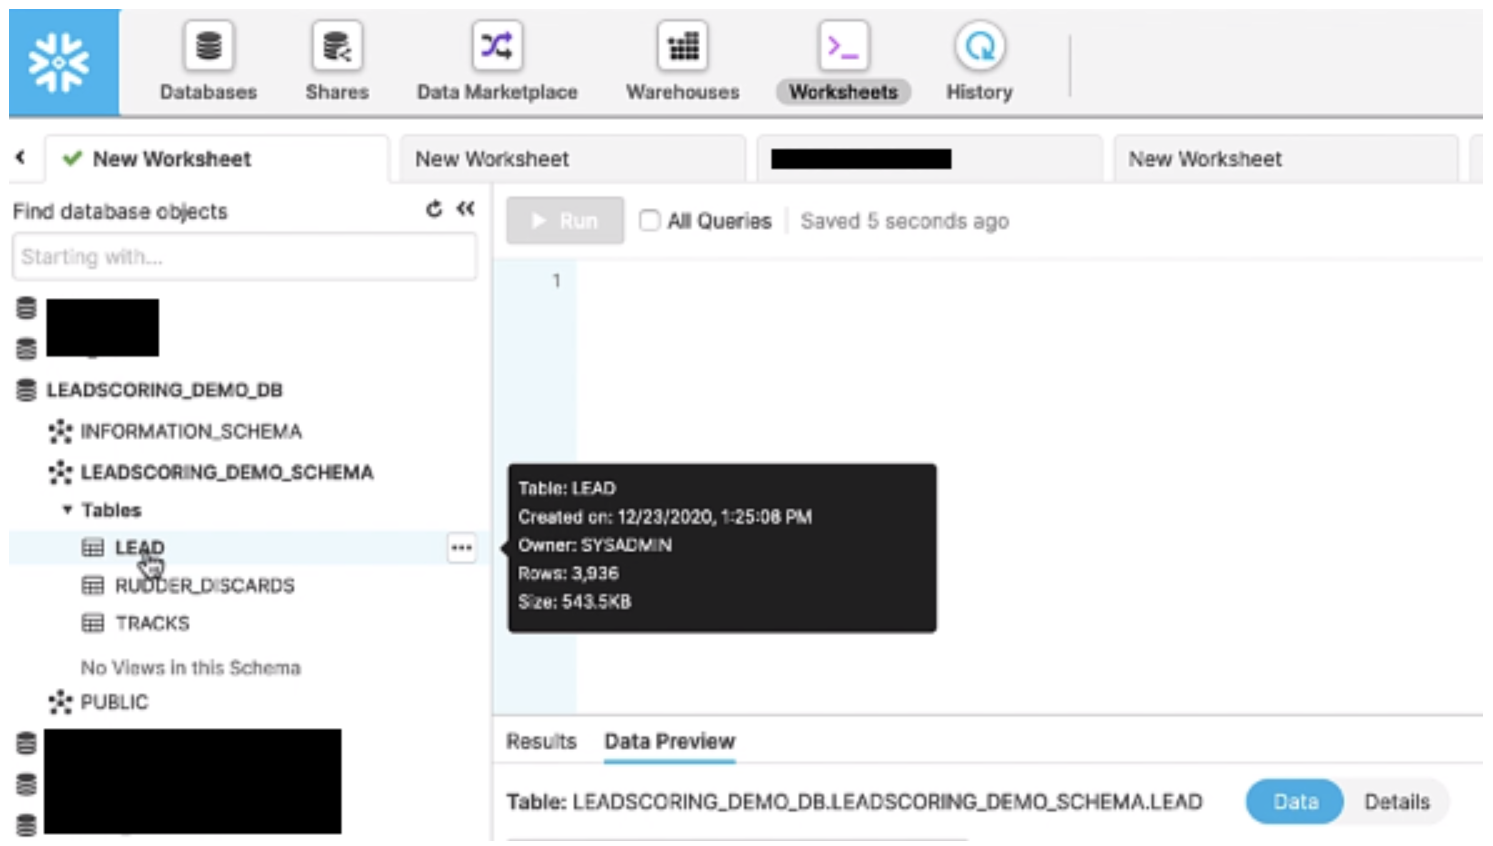 Databases
Shares
Data Marketplace
Warehouses
Worksheets
History
New Worksheet
New Worksheet
New Worksheet
Find database objects
Starting with...
Run
All Queries
Saved 5 seconds ago
1
LEADSCORING_DEMO_DB
INFORMATION_SCHEMA
LEADSCORING_DEMO_SCHEMA
Tables
LEAD
RUDDER_DISCARDS
TRACKS
No Views in this Schema
PUBLIC
Table: LEAD
Created on: 12/23/2020, 1:25:08 PM
Owner: SYSADMIN
Rows: 3,936
Size: 543.5KB
Results
Data Preview
Table: LEADSCORING_DEMO_DB.LEADSCORING_DEMO_SCHEMA.LEAD
Data
Details